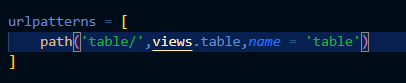 urlpatterns = [
    path('table/',views.table,name = 'table')
]